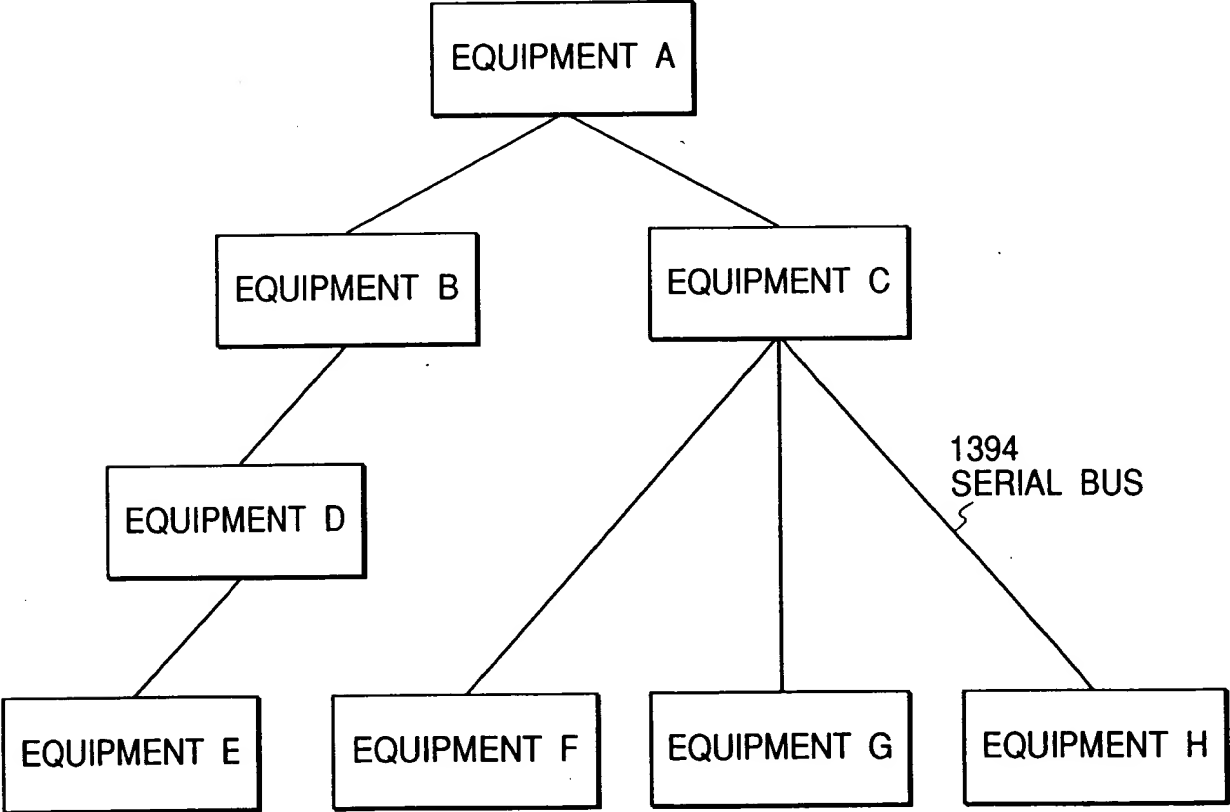 EQUIPMENT A
EQUIPMENT B
EQUIPMENT C
1394
SERIAL BUS
EQUIPMENT D
EQUIPMENT E
EQUIPMENT F
EQUIPMENT G
EQUIPMENT H